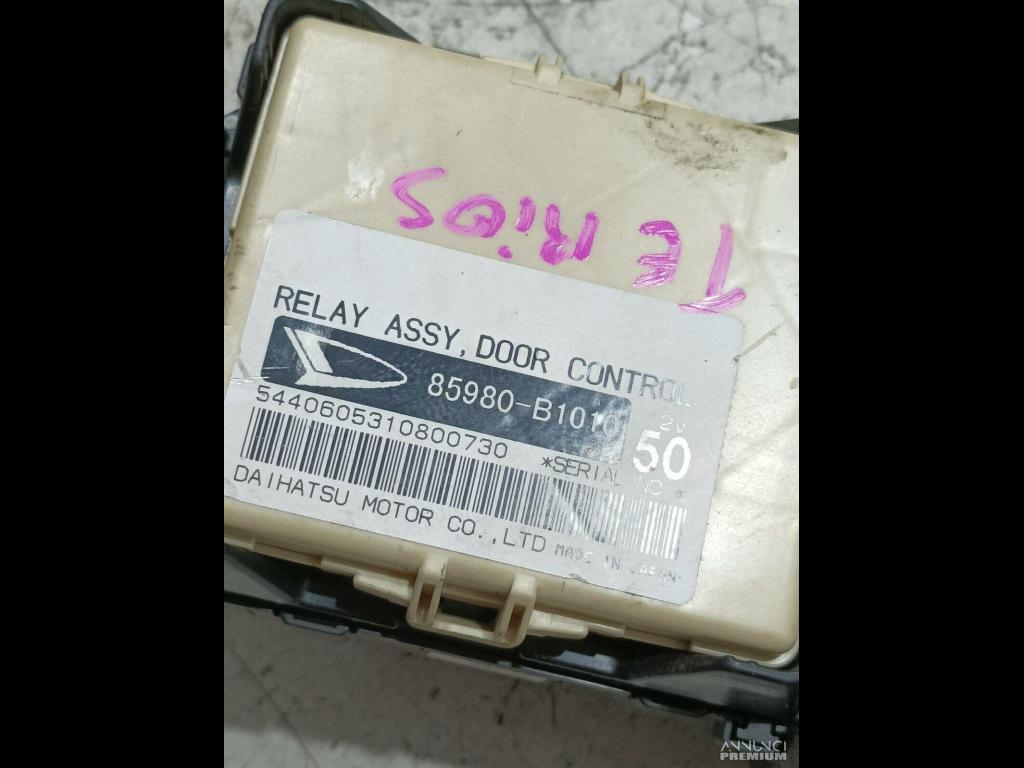 TERiOS
RELAY ASSY, DOOR CONTROL
85980-B1010
12V
50
5440605310800730
*SERIAL NO.*
DAIHATSU MOTOR CO.,LTD
MADE IN JAPAN
ANNUNCI
PREMIUM